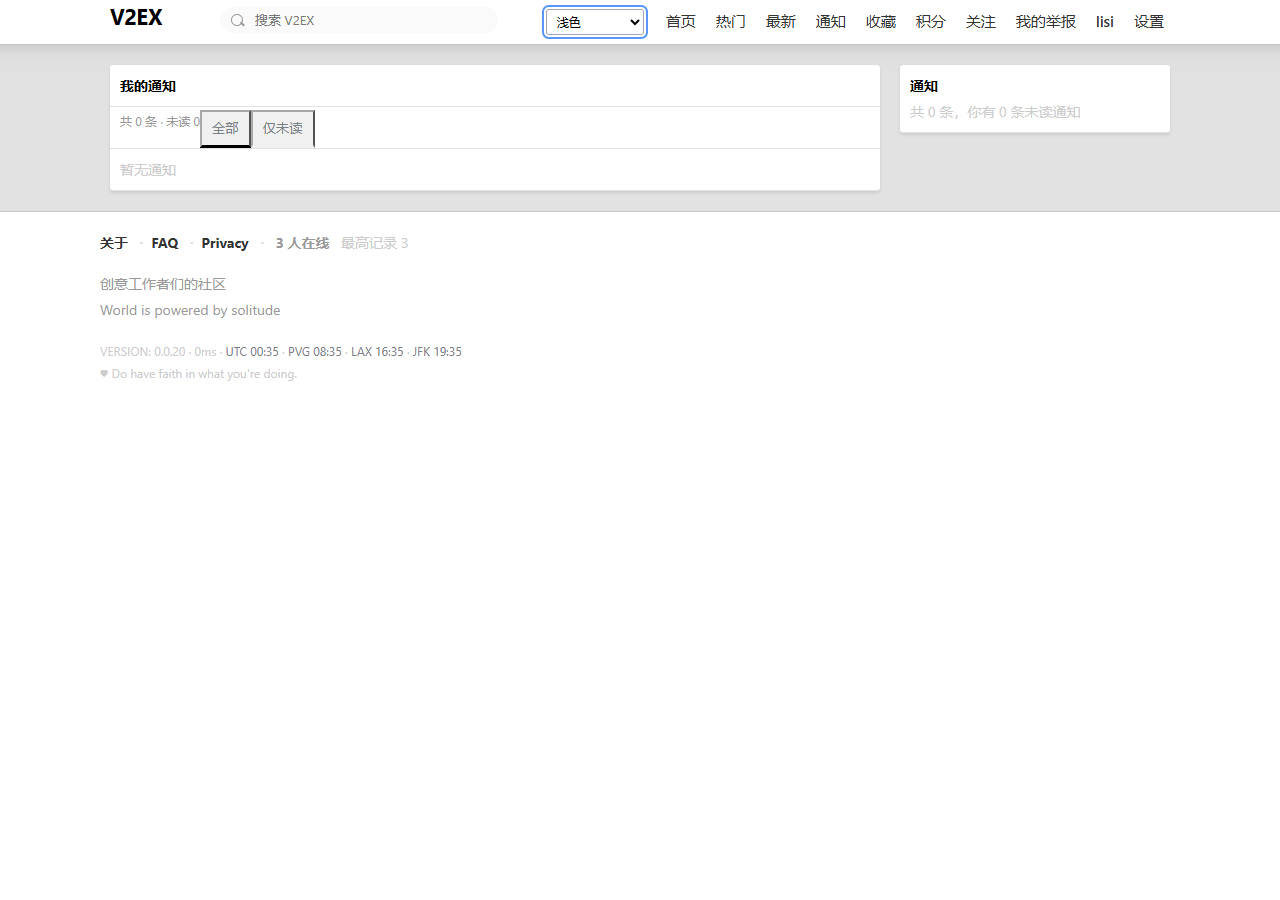 V2EX
搜索 V2EX
浅色
首页 热门 最新 通知 收藏 积分 关注 我的举报 lisi 设置
我的通知
共 0 条 · 未读 0 全部 仅未读
暂无通知
通知
共 0 条，你有 0 条未读通知
关于 · FAQ · Privacy · 3 人在线 最高记录 3
创意工作者们的社区
World is powered by solitude
VERSION: 0.0.20 · 0ms · UTC 00:35 · PVG 08:35 · LAX 16:35 · JFK 19:35
♥ Do have faith in what you're doing.